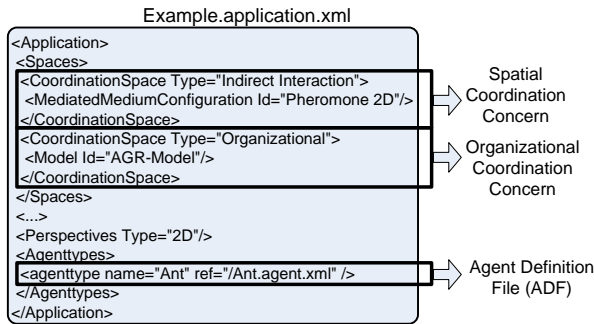 Example.application.xml
<Application>
<Spaces>
<CoordinationSpace Type="Indirect Interaction">
<MediatedMediumConfiguration Id="Pheromone 2D"/>
</CoordinationSpace>
<CoordinationSpace Type="Organizational">
<Model Id="AGR-Model"/>
</CoordinationSpace>
</Spaces>
<...>
<Perspectives Type="2D"/>
<Agenttypes>
<agenttype name="Ant" ref="/Ant.agent.xml" />
</Agenttypes>
</Application>
Spatial
Coordination
Concern
Organizational
Coordination
Concern
Agent Definition
File (ADF)